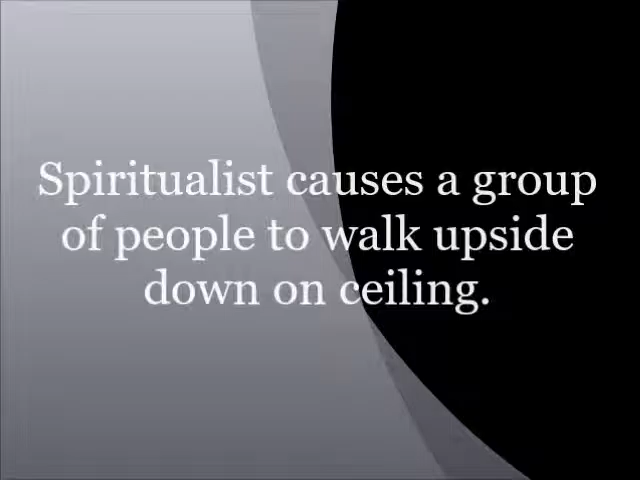 Spiritualist causes a group
of people to walk upside
down on ceiling.